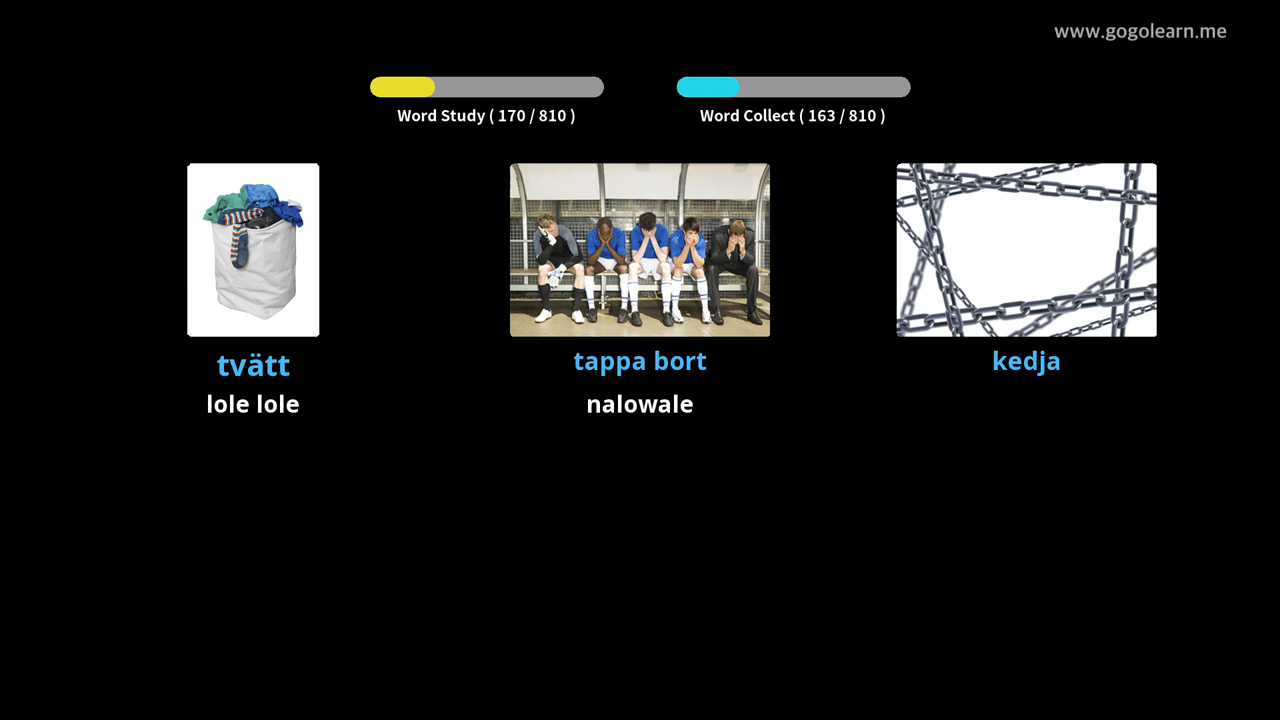 www.gogolearn.me
Word Study ( 170 / 810 )
Word Collect ( 163 / 810 )
tvätt
lole lole
tappa bort
nalowale
kedja